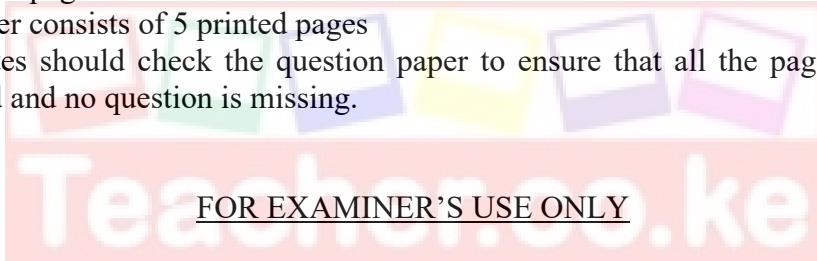 er consists of 5 printed pages
es should check the question paper to ensure that all the pag
and no question is missing.
Teacher.co.ke
FOR EXAMINER'S USE ONLY